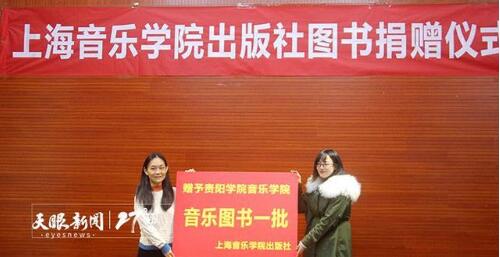 上海音乐学院出版社图书捐赠仪式
赠予贵阳学院音乐学院
音乐图书一批
上海音乐学院出版社
天眼新闻
eyesnews